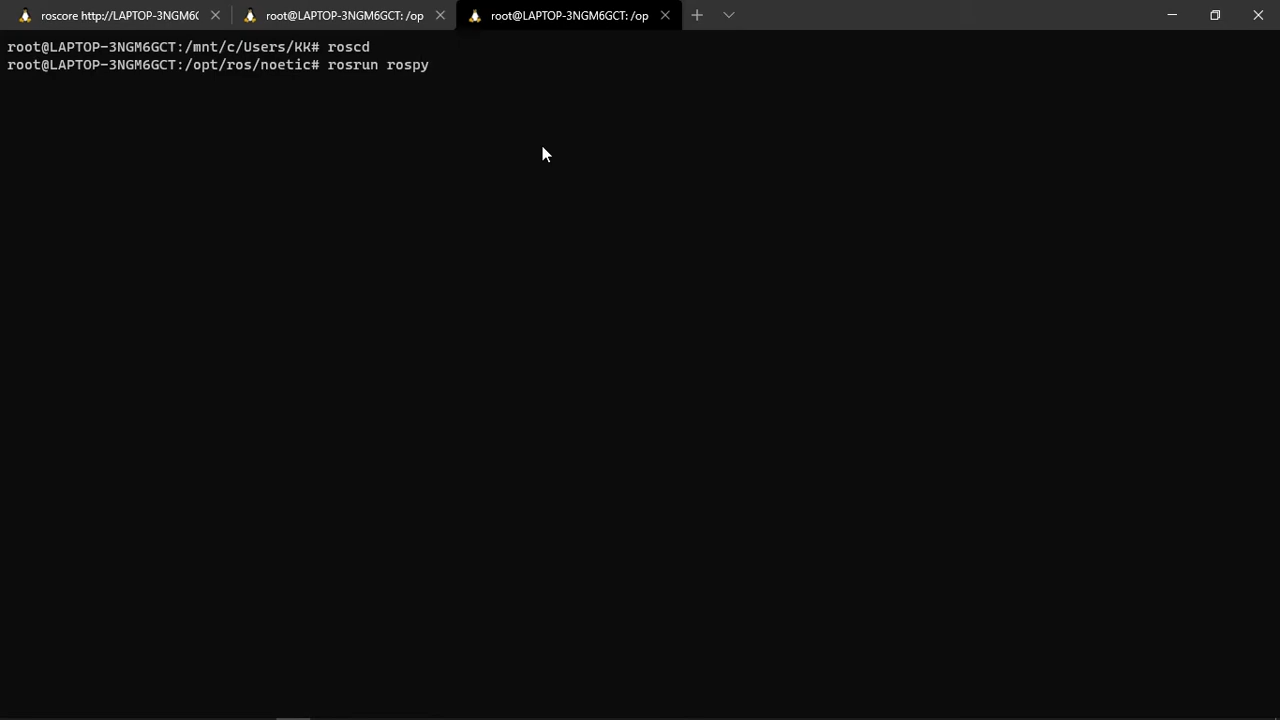 roscore http://LAPTOP-3NGM6G
root@LAPTOP-3NGM6GCT: /op
root@LAPTOP-3NGM6GCT: /op
root@LAPTOP-3NGM6GCT:/mnt/c/Users/KK# roscd
root@LAPTOP-3NGM6GCT:/opt/ros/noetic# rosrun rospy